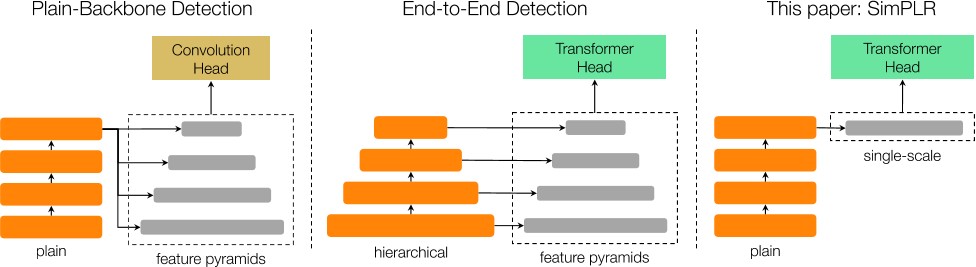 Plain-Backbone Detection
Convolution
Head
plain
feature pyramids
End-to-End Detection
Transformer
Head
hierarchical
feature pyramids
This paper: SimPLR
Transformer
Head
single-scale
plain